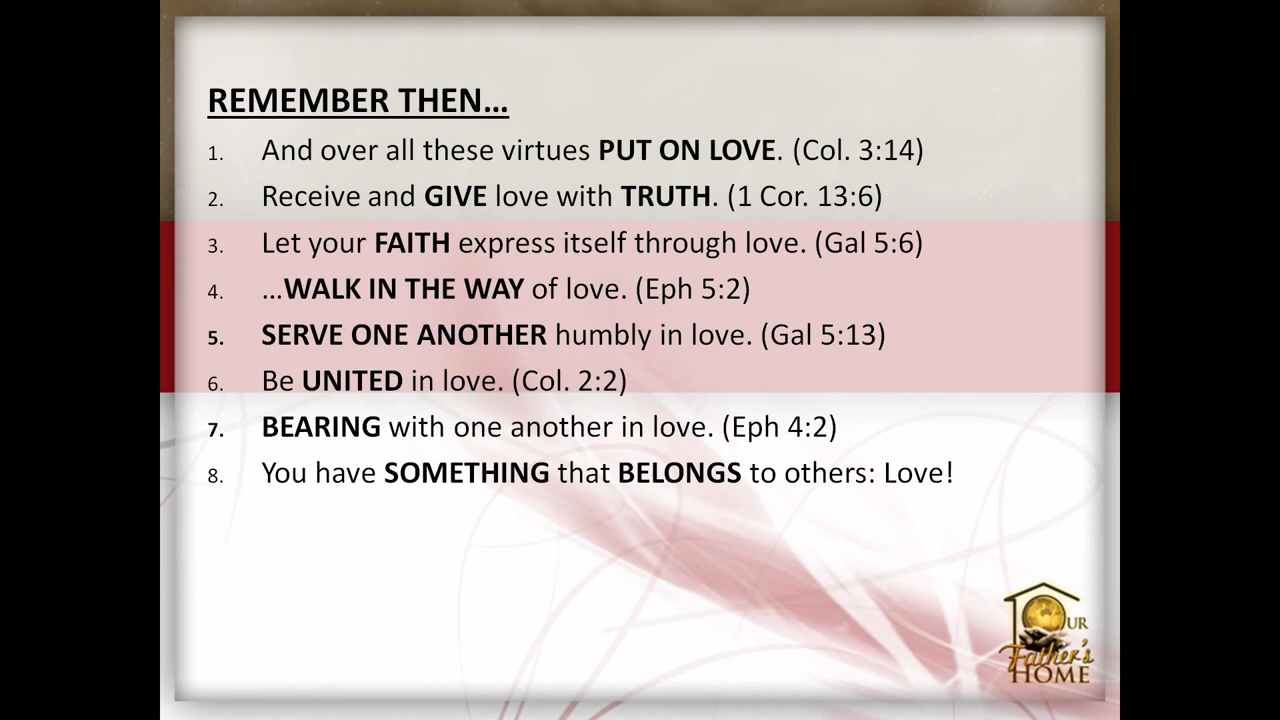 REMEMBER THEN…
1. And over all these virtues PUT ON LOVE. (Col. 3:14)
2. Receive and GIVE love with TRUTH. (1 Cor. 13:6)
3. Let your FAITH express itself through love. (Gal 5:6)
4. …WALK IN THE WAY of love. (Eph 5:2)
5. SERVE ONE ANOTHER humbly in love. (Gal 5:13)
6. Be UNITED in love. (Col. 2:2)
7. BEARING with one another in love. (Eph 4:2)
8. You have SOMETHING that BELONGS to others: Love!
OUR
Father's
HOME